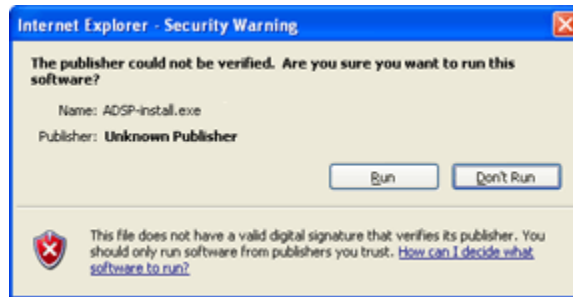 Internet Explorer - Security Warning
The publisher could not be verified. Are you sure you want to run this
software?
Name: ADSP-install.exe
Publisher: Unknown Publisher
Run
Don't Run
This file does not have a valid digital signature that verifies its publisher. You
should only run software from publishers you trust. How can I decide what
software to run?